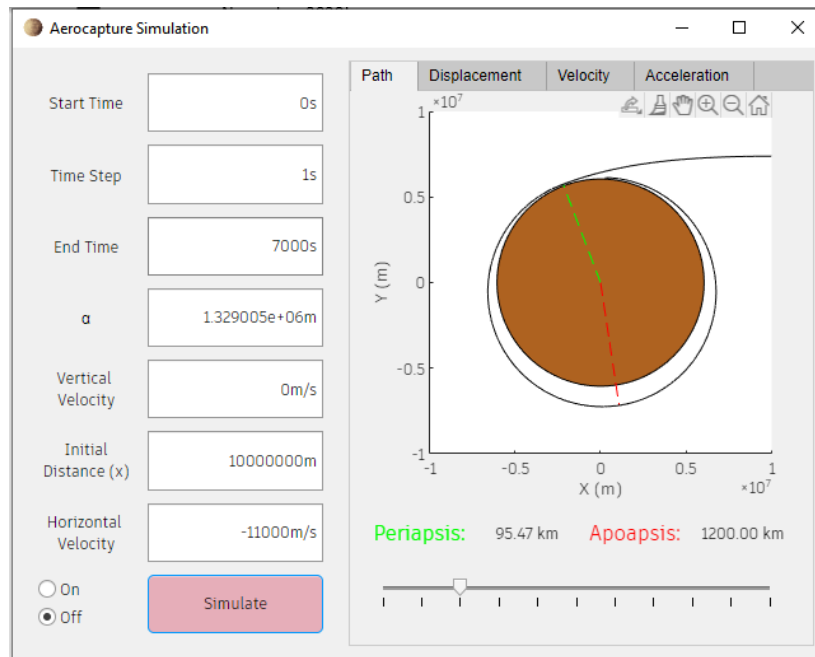 Aerocapture Simulation
Start Time
0s
Time Step
1s
End Time
7000s
α
1.329005e+06m
Vertical
Velocity
0m/s
Initial
Distance (x)
10000000m
Horizontal
Velocity
-11000m/s
On
Off
Simulate
Path Displacement Velocity Acceleration
×10⁷
1
0.5
0
-0.5
-1
Y (m)
-1 -0.5 0 0.5 1
X (m)
×10⁷
Periapsis: 95.47 km Apoapsis: 1200.00 km